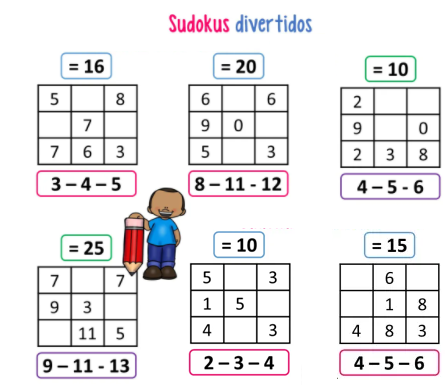 Sudokus divertidos
= 16
= 20
= 10
5 8
7
7 6 3
3 – 4 – 5
6 6
9 0
5 3
8 – 11 - 12
2
9 0
2 3 8
4 – 5 - 6
= 25
= 10
= 15
7 7
9 3
11 5
9 – 11 - 13
5 3
1 5
4 3
2 – 3 – 4
6
1 8
4 8 3
4 – 5 – 6